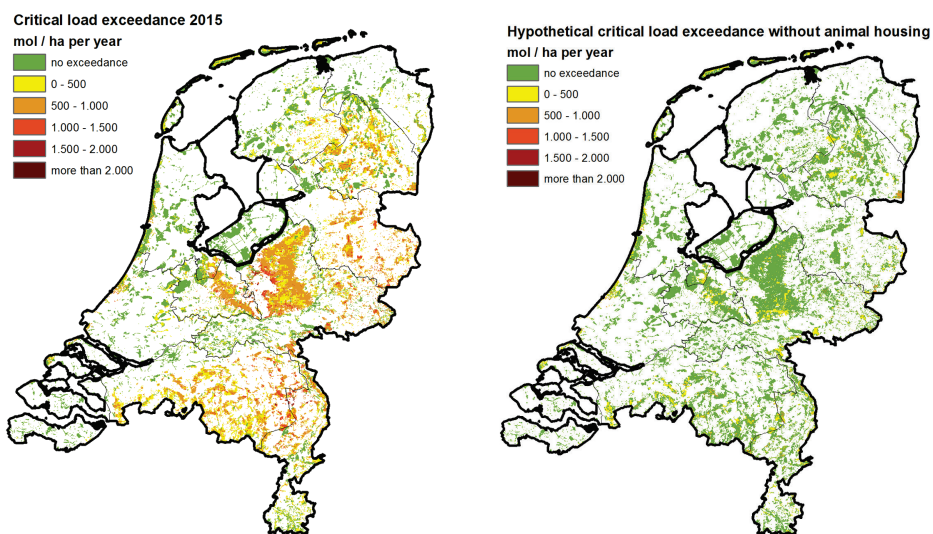 Critical load exceedance 2015
mol / ha per year
no exceedance
0 - 500
500 - 1.000
1.000 - 1.500
1.500 - 2.000
more than 2.000
Hypothetical critical load exceedance without animal housing
mol / ha per year
no exceedance
0 - 500
500 - 1.000
1.000 - 1.500
1.500 - 2.000
more than 2.000